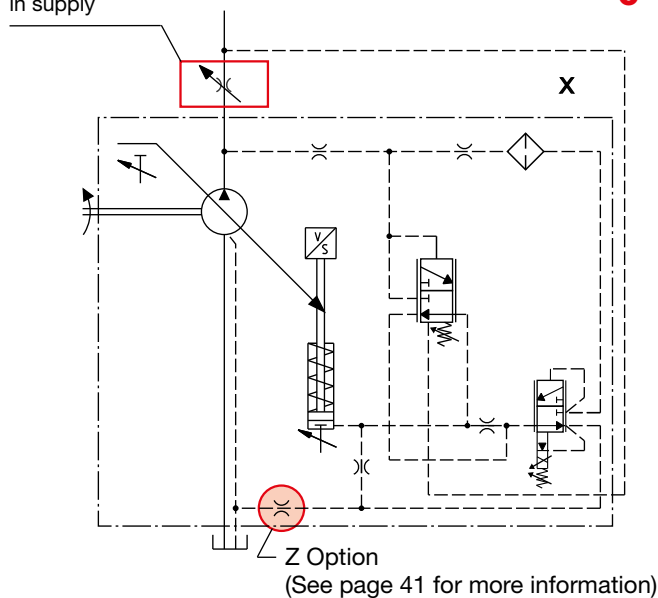 in supply
X
V
S
Z Option
(See page 41 for more information)